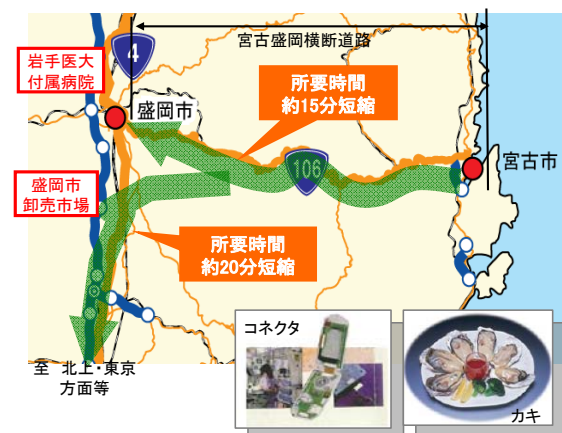 宮古盛岡横断道路
4
岩手医大
付属病院
所要時間
約15分短縮
盛岡市
宮古市
106
盛岡市
卸売市場
所要時間
約20分短縮
コネクタ
至 北上・東京
方面等
カキ